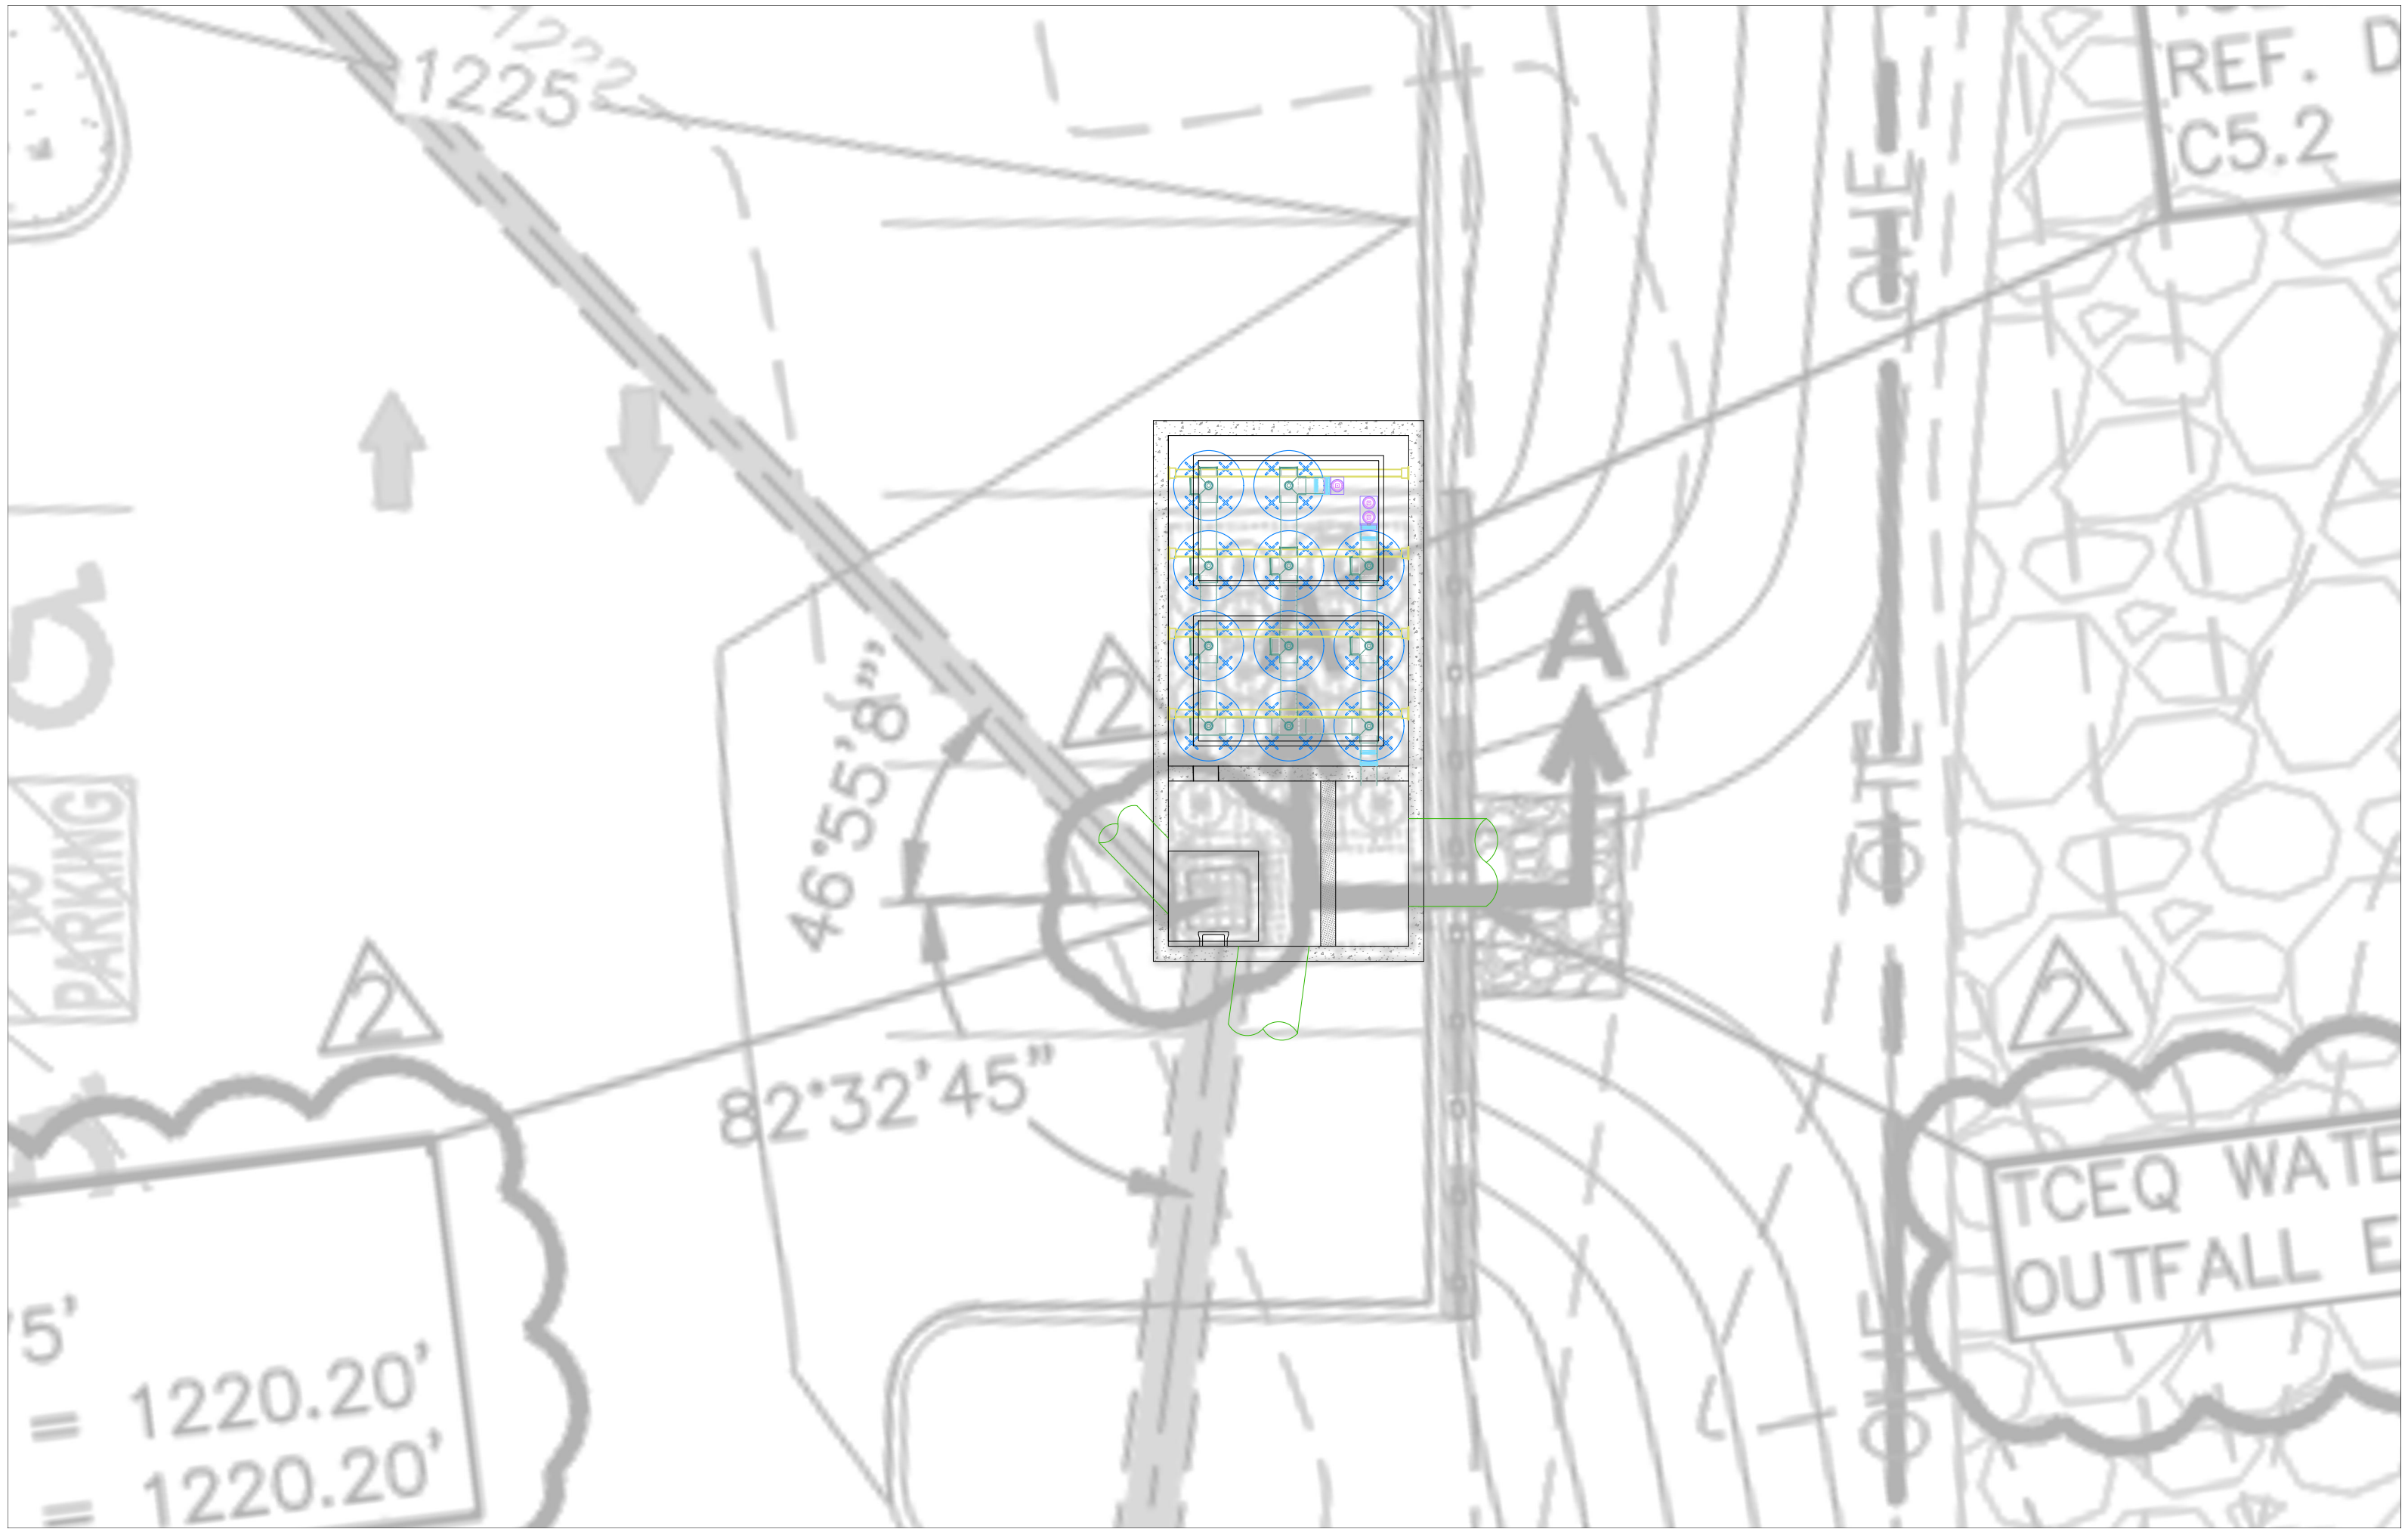 1222
1225
REF. D
C5.2
OHE
A
2
46°55'8"
OHE
PARKING
2
2
82°32'45"
TCEQ WATE
OUTFALL E
5'
= 1220.20'
= 1220.20'
OHE